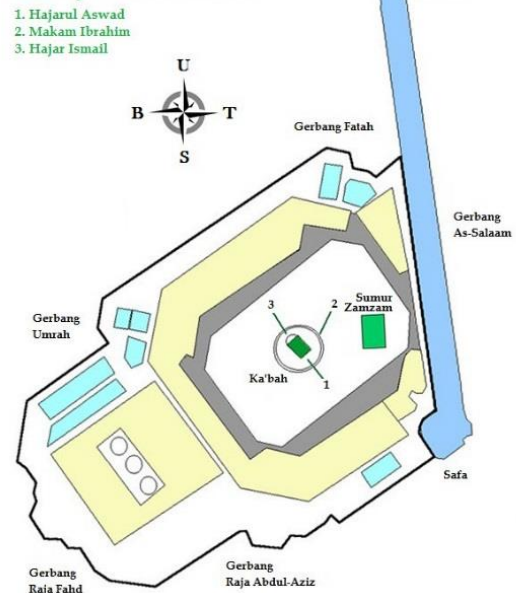 1. Hajarul Aswad
2. Makam Ibrahim
3. Hajar Ismail
U
B
T
S
Gerbang Fatah
Gerbang
As-Salaam
Sumur
Zamzam
3
2
Gerbang
Umrah
Ka'bah
1
Safa
Gerbang
Raja Fahd
Gerbang
Raja Abdul-Aziz